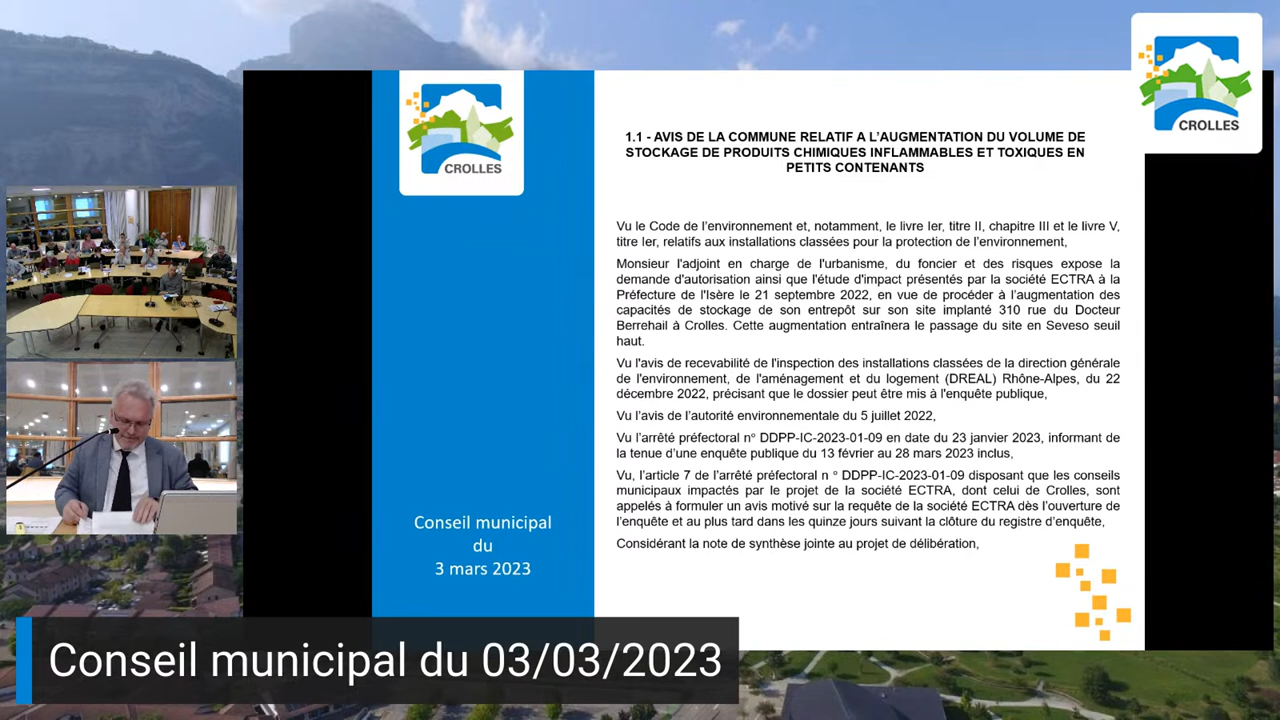 CROLLES
CROLLES
1.1 - AVIS DE LA COMMUNE RELATIF A L’AUGMENTATION DU VOLUME DE
STOCKAGE DE PRODUITS CHIMIQUES INFLAMMABLES ET TOXIQUES EN
PETITS CONTENANTS
Vu le Code de l’environnement et, notamment, le livre Ier, titre II, chapitre III et le livre V,
titre Ier, relatifs aux installations classées pour la protection de l’environnement,
Monsieur l'adjoint en charge de l'urbanisme, du foncier et des risques expose la
demande d'autorisation ainsi que l'étude d'impact présentés par la société ECTRA à la
Préfecture de l'Isère le 21 septembre 2022, en vue de procéder à l’augmentation des
capacités de stockage de son entrepôt sur son site implanté 310 rue du Docteur
Berrehail à Crolles. Cette augmentation entraînera le passage du site en Seveso seuil
haut.
Vu l'avis de recevabilité de l'inspection des installations classées de la direction générale
de l'environnement, de l'aménagement et du logement (DREAL) Rhône-Alpes, du 22
décembre 2022, précisant que le dossier peut être mis à l'enquête publique,
Vu l’avis de l’autorité environnementale du 5 juillet 2022,
Vu l’arrêté préfectoral n° DDPP-IC-2023-01-09 en date du 23 janvier 2023, informant de
la tenue d’une enquête publique du 13 février au 28 mars 2023 inclus,
Vu, l’article 7 de l’arrêté préfectoral n ° DDPP-IC-2023-01-09 disposant que les conseils
municipaux impactés par le projet de la société ECTRA, dont celui de Crolles, sont
appelés à formuler un avis motivé sur la requête de la société ECTRA dès l’ouverture de
l’enquête et au plus tard dans les quinze jours suivant la clôture du registre d’enquête,
Considérant la note de synthèse jointe au projet de délibération,
Conseil municipal
du
3 mars 2023
Conseil municipal du 03/03/2023